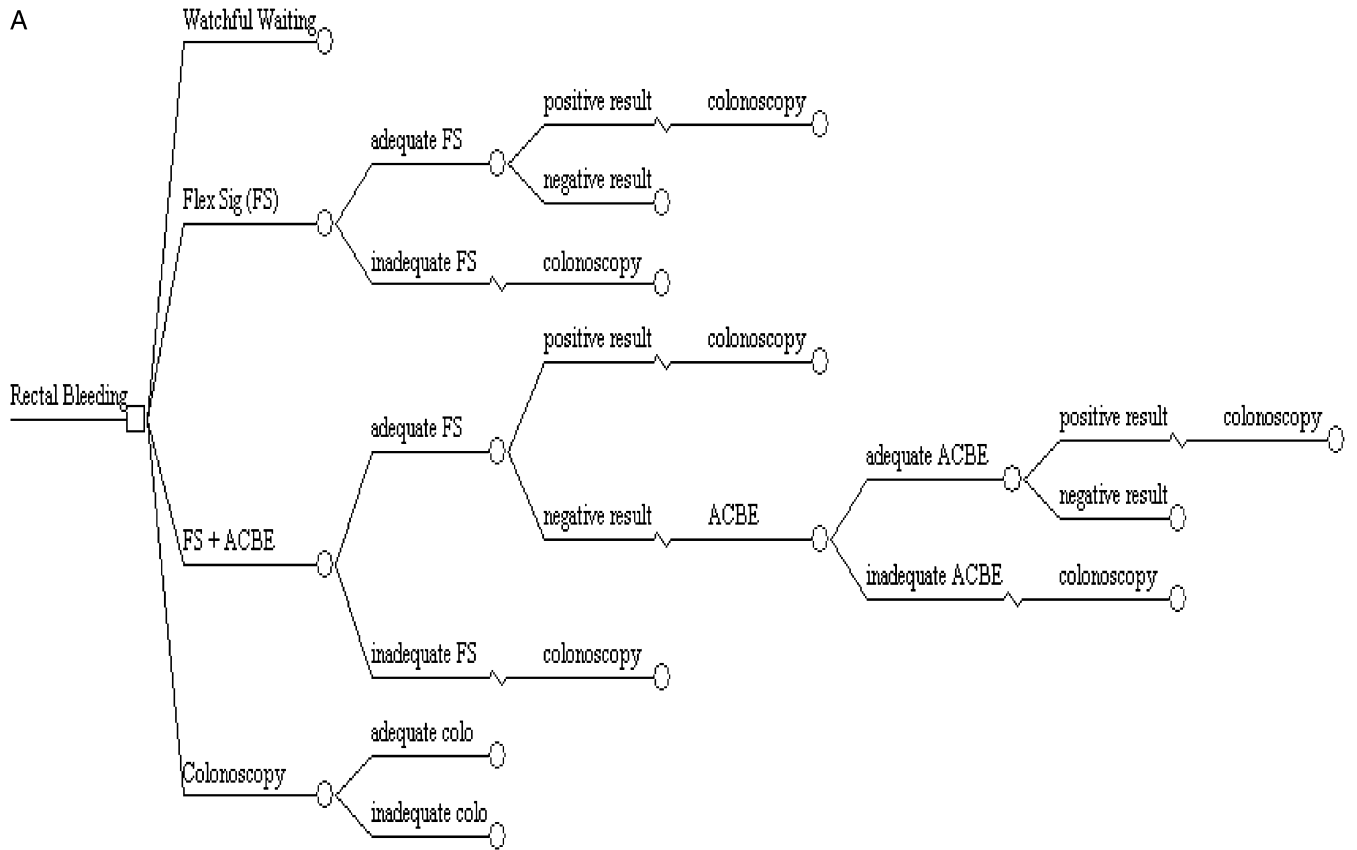 A
Watchful Waiting
positive result colonoscopy
adequate FS
negative result
Flex Sig (FS)
inadequate FS colonoscopy
positive result colonoscopy
Rectal Bleeding
adequate FS
positive result colonoscopy
adequate ACBE
negative result
negative result ACBE
FS + ACBE
inadequate ACBE colonoscopy
inadequate FS colonoscopy
adequate colo
Colonoscopy
inadequate colo